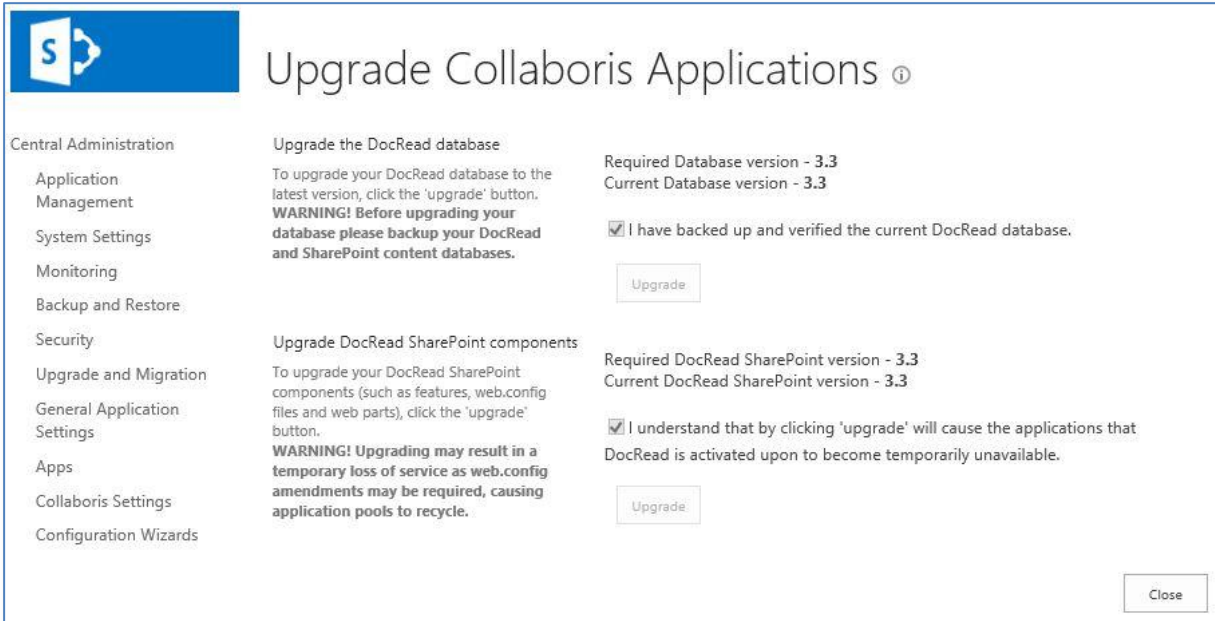 S
Upgrade Collaboris Applications
Central Administration
Application
Management
System Settings
Monitoring
Backup and Restore
Security
Upgrade and Migration
General Application
Settings
Apps
Collaboris Settings
Configuration Wizards
Upgrade the DocRead database
To upgrade your DocRead database to the
latest version, click the 'upgrade' button.
WARNING! Before upgrading your
database please backup your DocRead
and SharePoint content databases.
Required Database version - 3.3
Current Database version - 3.3
I have backed up and verified the current DocRead database.
Upgrade
Upgrade DocRead SharePoint components
To upgrade your DocRead SharePoint
components (such as features, web.config
files and web parts), click the 'upgrade'
button.
WARNING! Upgrading may result in a
temporary loss of service as web.config
amendments may be required, causing
application pools to recycle.
Required DocRead SharePoint version - 3.3
Current DocRead SharePoint version - 3.3
I understand that by clicking 'upgrade' will cause the applications that
DocRead is activated upon to become temporarily unavailable.
Upgrade
Close